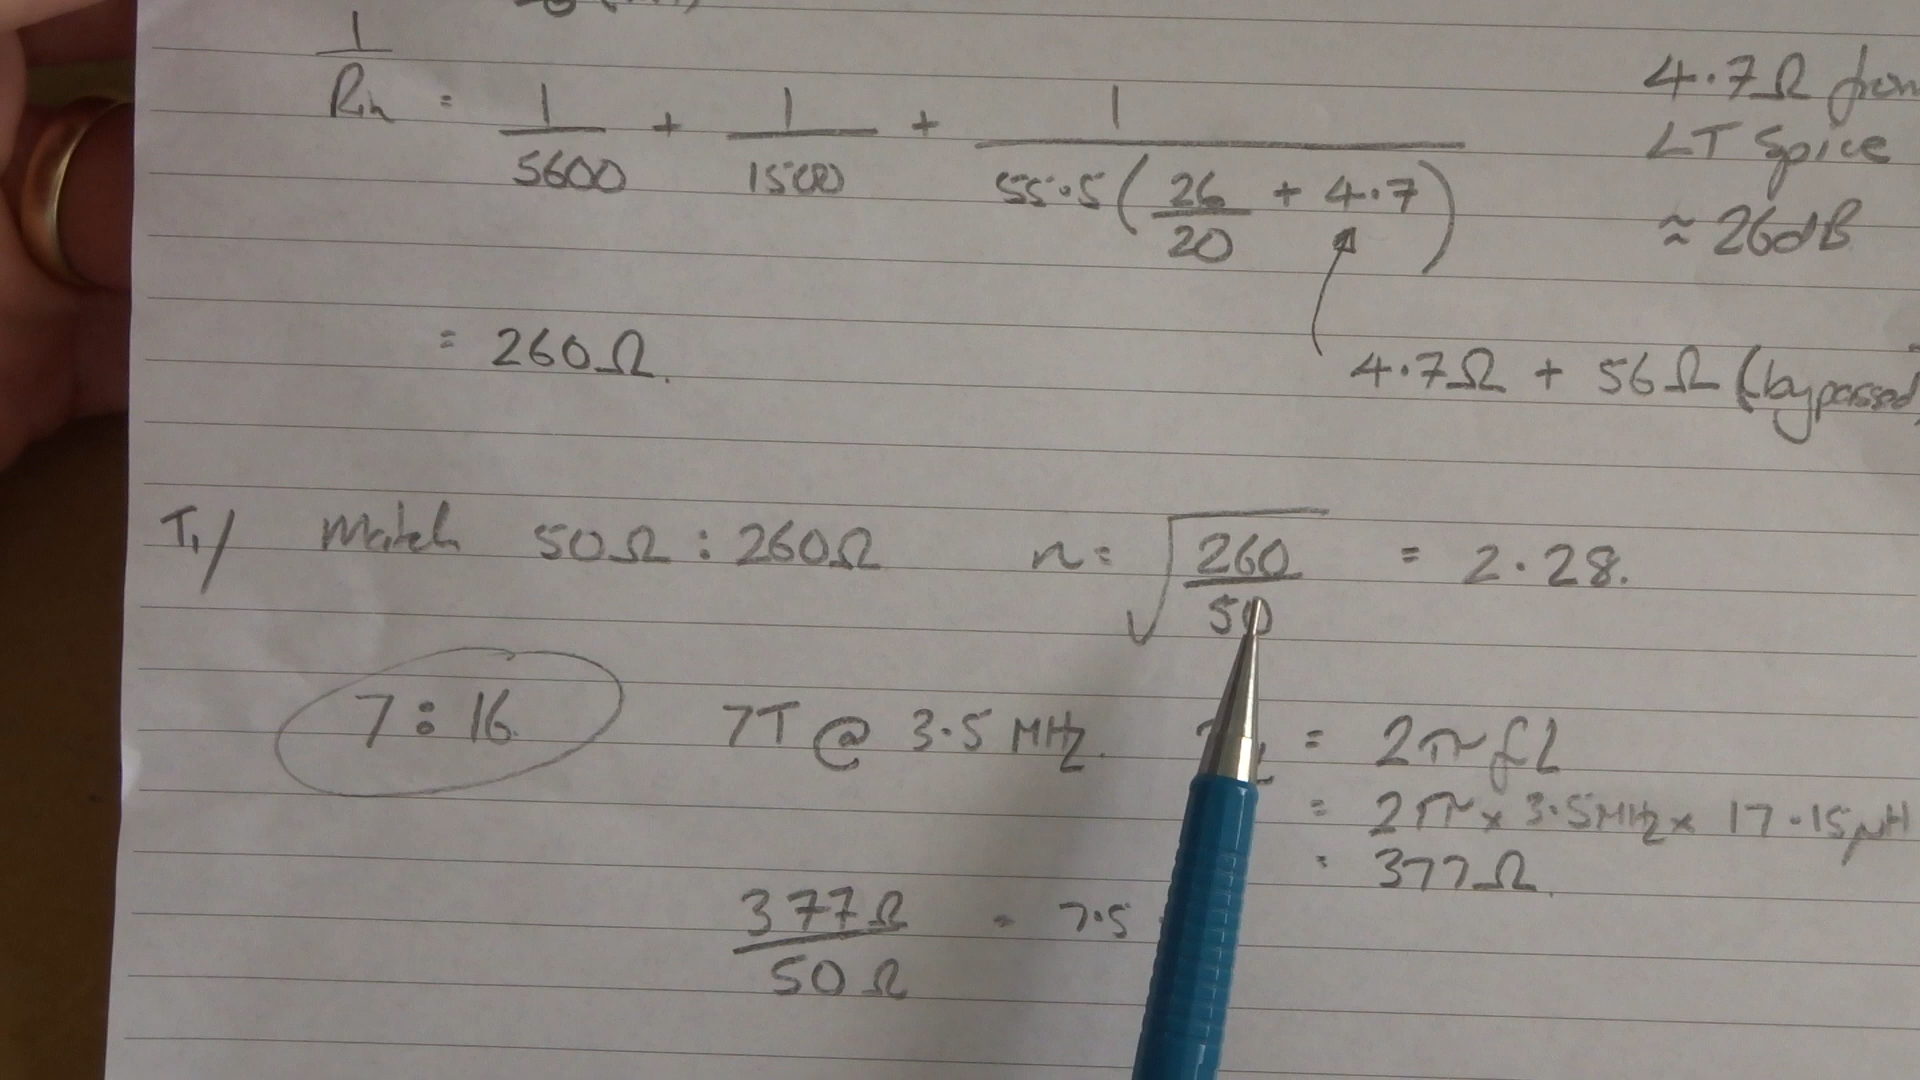 1/Rin = 1/5600 + 1/1500 + 1/55.5(26/20 + 4.7)
4.7Ω from
LT Spice
≈ 26dB
= 260Ω.
4.7Ω + 56Ω (bypassed)
T1/ Match 50Ω : 260Ω n = √260/50 = 2.28.
7 : 16 7T @ 3.5 MHz. = 2πfL
= 2π x 3.5MHz x 17.15μH
= 377Ω.
377Ω/50Ω = 7.5